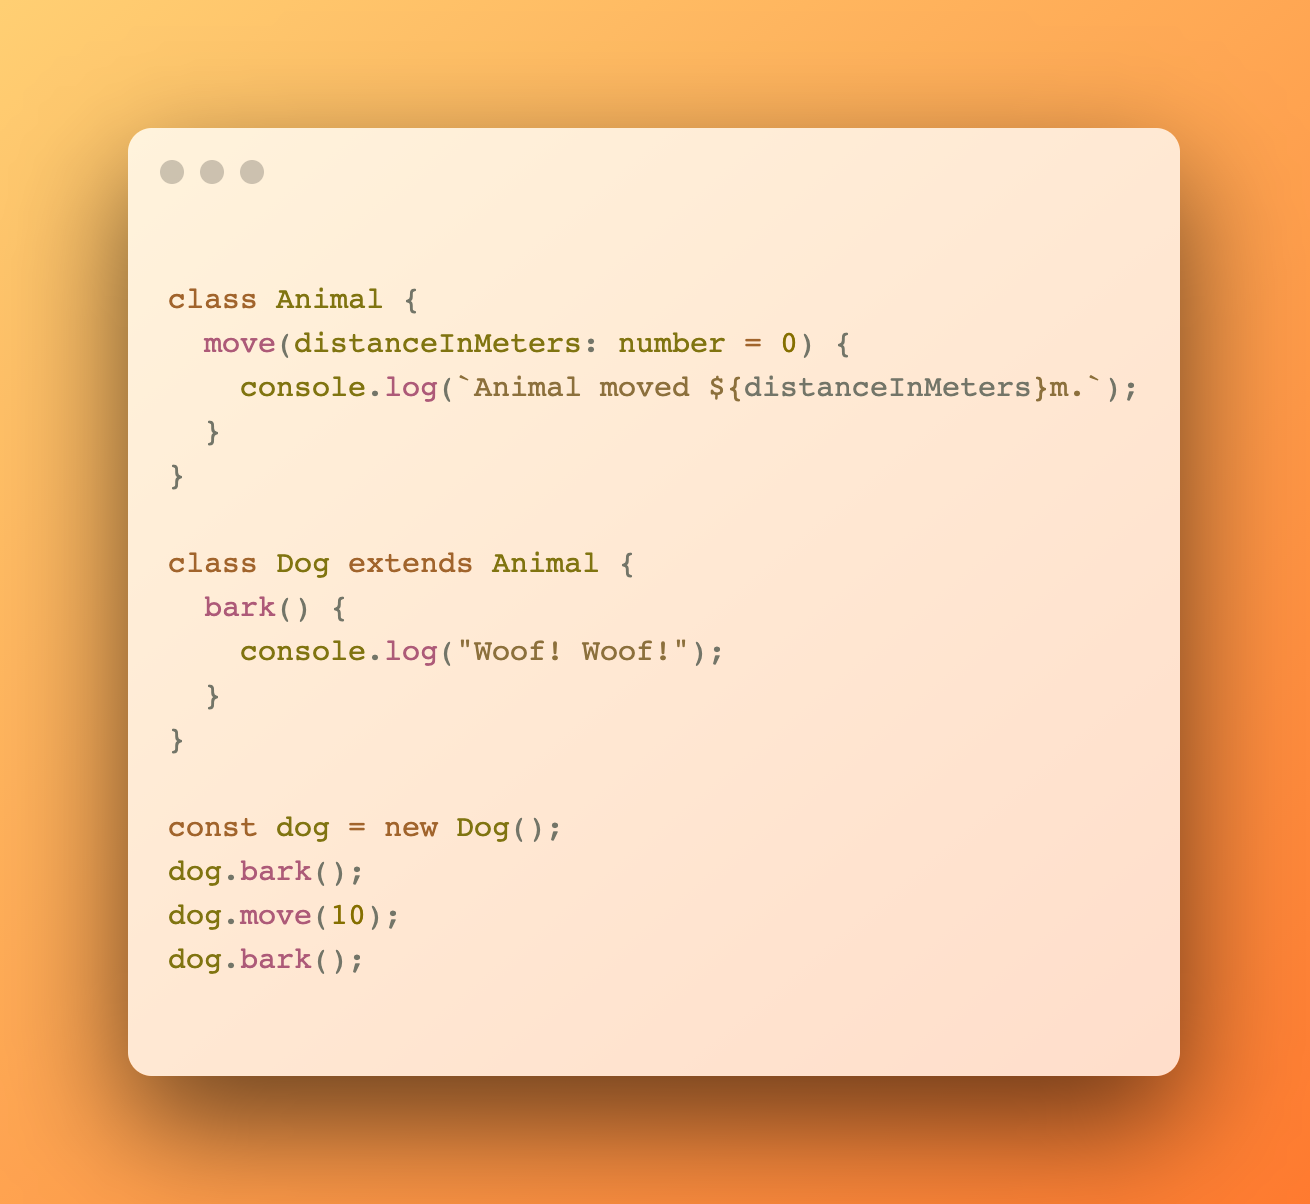 class Animal {
  move(distanceInMeters: number = 0) {
    console.log(`Animal moved ${distanceInMeters}m.`);
  }
}

class Dog extends Animal {
  bark() {
    console.log("Woof! Woof!");
  }
}

const dog = new Dog();
dog.bark();
dog.move(10);
dog.bark();